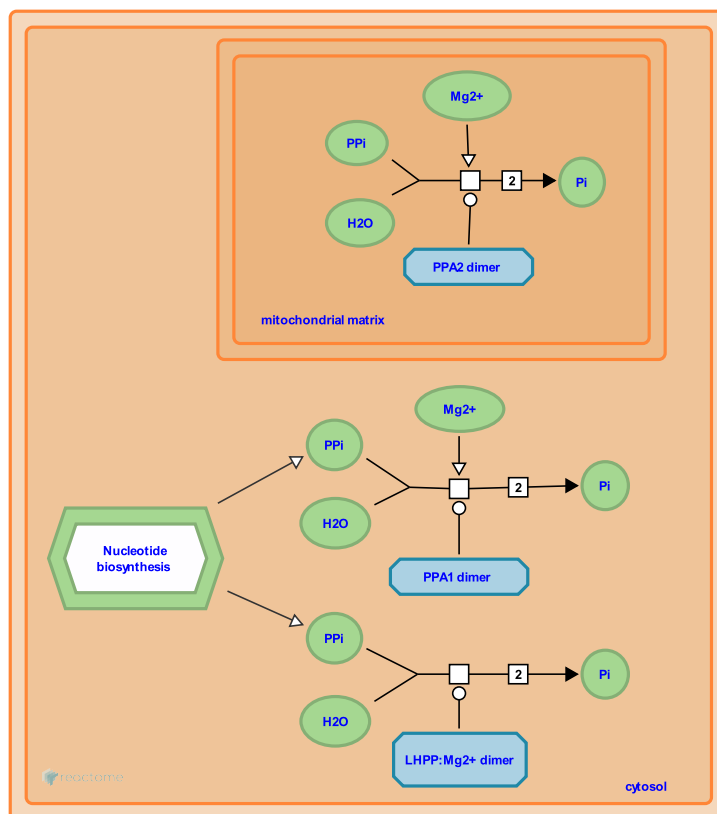 Mg2+
PPi
2
Pi
H2O
PPA2 dimer
mitochondrial matrix
Mg2+
PPi
2
Pi
H2O
Nucleotide
biosynthesis
PPA1 dimer
PPi
2
Pi
H2O
LHPP:Mg2+ dimer
reactome
cytosol